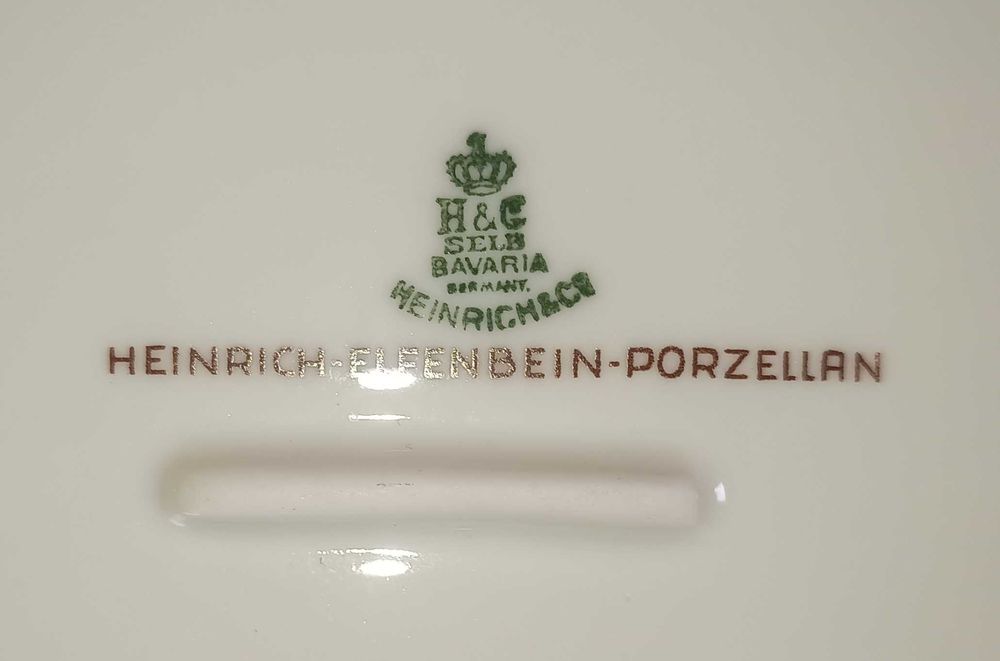 H&C
SELB
BAVARIA
GERMANY.
HEINRICH&Co
HEINRICH-ELFENBEIN-PORZELLAN